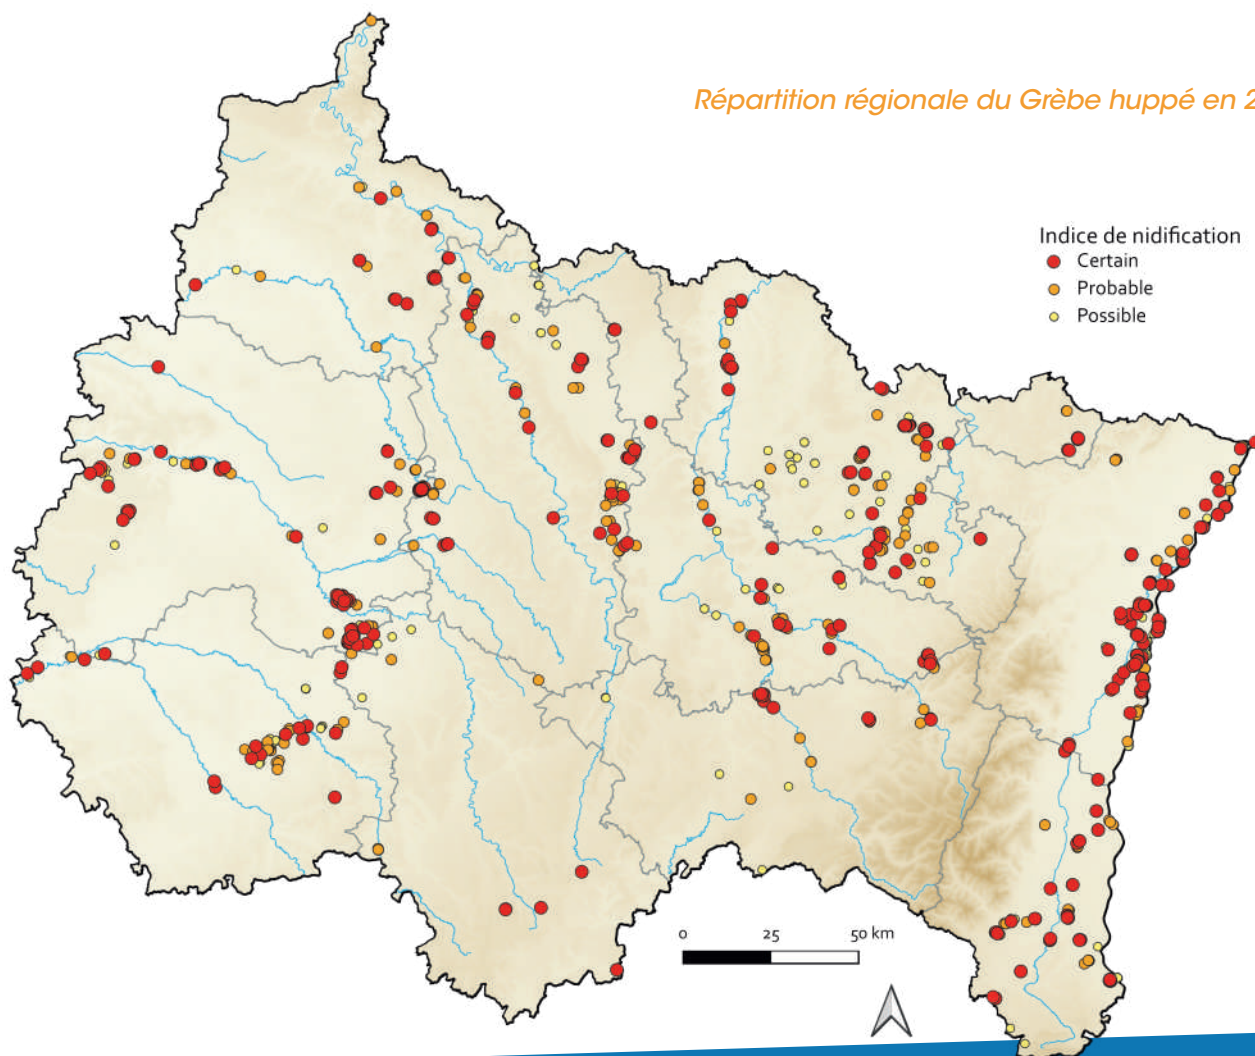 Répartition régionale du Grèbe huppé en 2
Indice de nidification
Certain
Probable
Possible
0 25 50 km